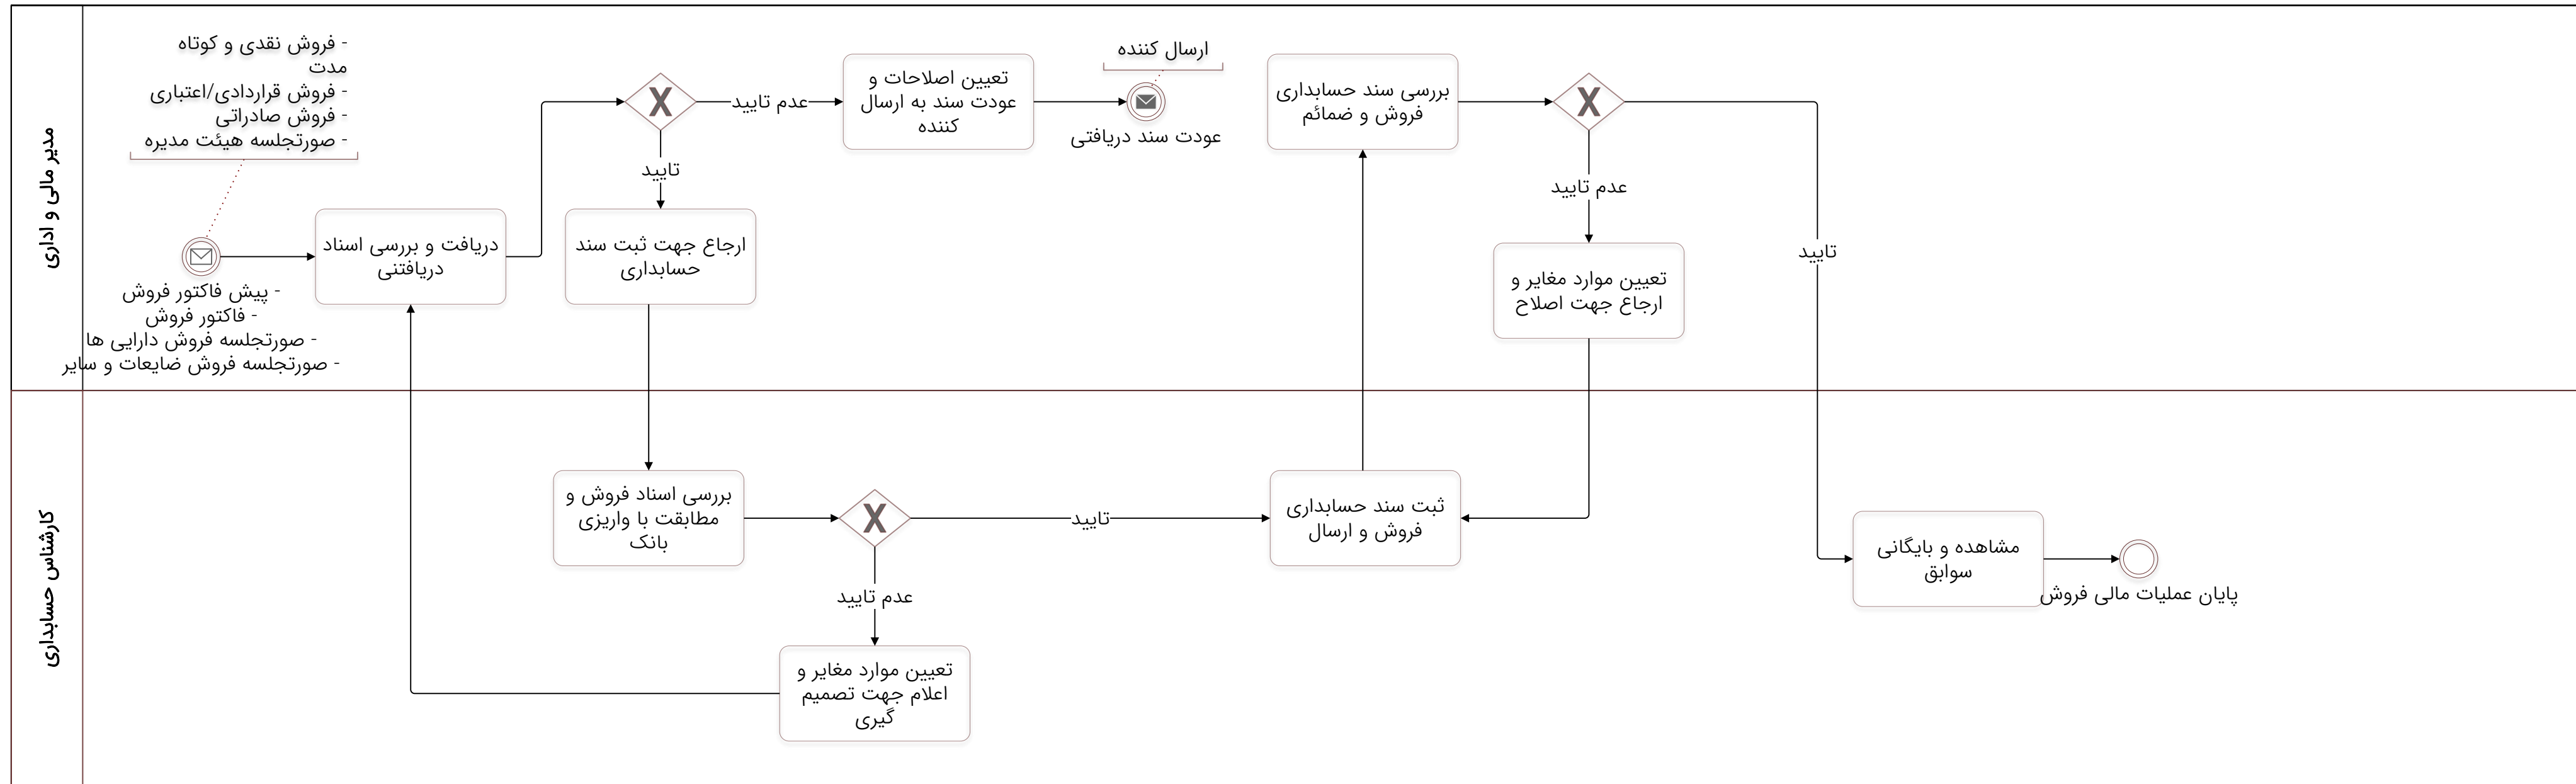 مدیر مالی و اداری
- فروش نقدی و کوتاه
مدت
- فروش قراردادی/اعتباری
- فروش صادراتی
- صورتجلسه هیئت مدیره
- پیش فاکتور فروش
- فاکتور فروش
- صورتجلسه فروش دارایی ها
- صورتجلسه فروش ضایعات و سایر
دریافت و بررسی اسناد
دریافتنی
عدم تایید
تایید
تعیین اصلاحات و
عودت سند به ارسال
کننده
ارسال کننده
عودت سند دریافتی
ارجاع جهت ثبت سند
حسابداری
بررسی سند حسابداری
فروش و ضمائم
عدم تایید
تایید
تعیین موارد مغایر و
ارجاع جهت اصلاح
کارشناس حسابداری
بررسی اسناد فروش و
مطابقت با واریزی
بانک
تایید
عدم تایید
تعیین موارد مغایر و
اعلام جهت تصمیم
گیری
ثبت سند حسابداری
فروش و ارسال
مشاهده و بایگانی
سوابق
پایان عملیات مالی فروش